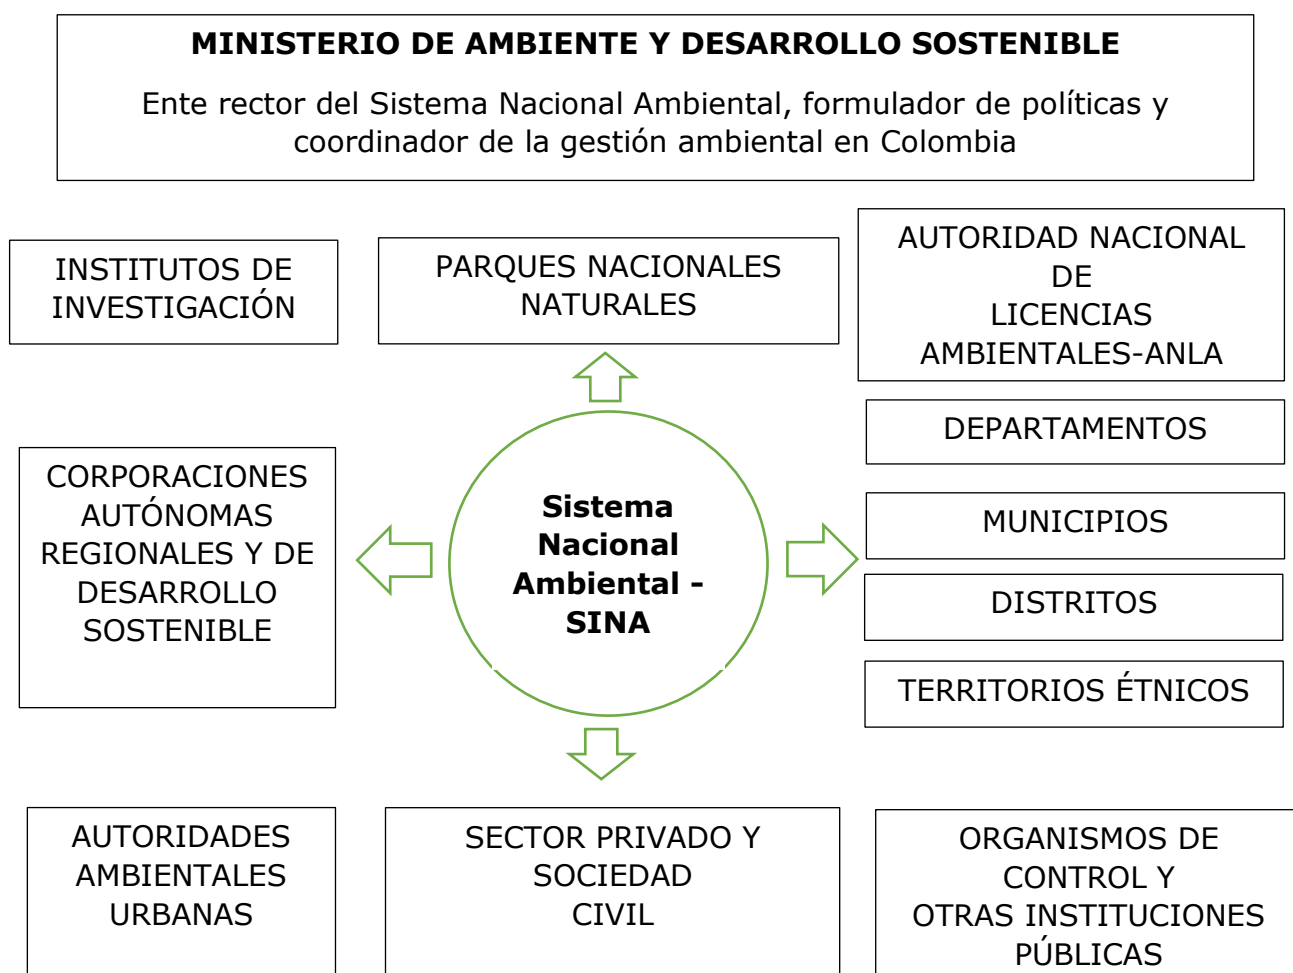 MINISTERIO DE AMBIENTE Y DESARROLLO SOSTENIBLE
Ente rector del Sistema Nacional Ambiental, formulador de políticas y
coordinador de la gestión ambiental en Colombia
INSTITUTOS DE
INVESTIGACIÓN
PARQUES NACIONALES
NATURALES
AUTORIDAD NACIONAL
DE
LICENCIAS
AMBIENTALES-ANLA
CORPORACIONES
AUTÓNOMAS
REGIONALES Y DE
DESARROLLO
SOSTENIBLE
Sistema
Nacional
Ambiental -
SINA
DEPARTAMENTOS
MUNICIPIOS
DISTRITOS
TERRITORIOS ÉTNICOS
AUTORIDADES
AMBIENTALES
URBANAS
SECTOR PRIVADO Y
SOCIEDAD
CIVIL
ORGANISMOS DE
CONTROL Y
OTRAS INSTITUCIONES
PÚBLICAS